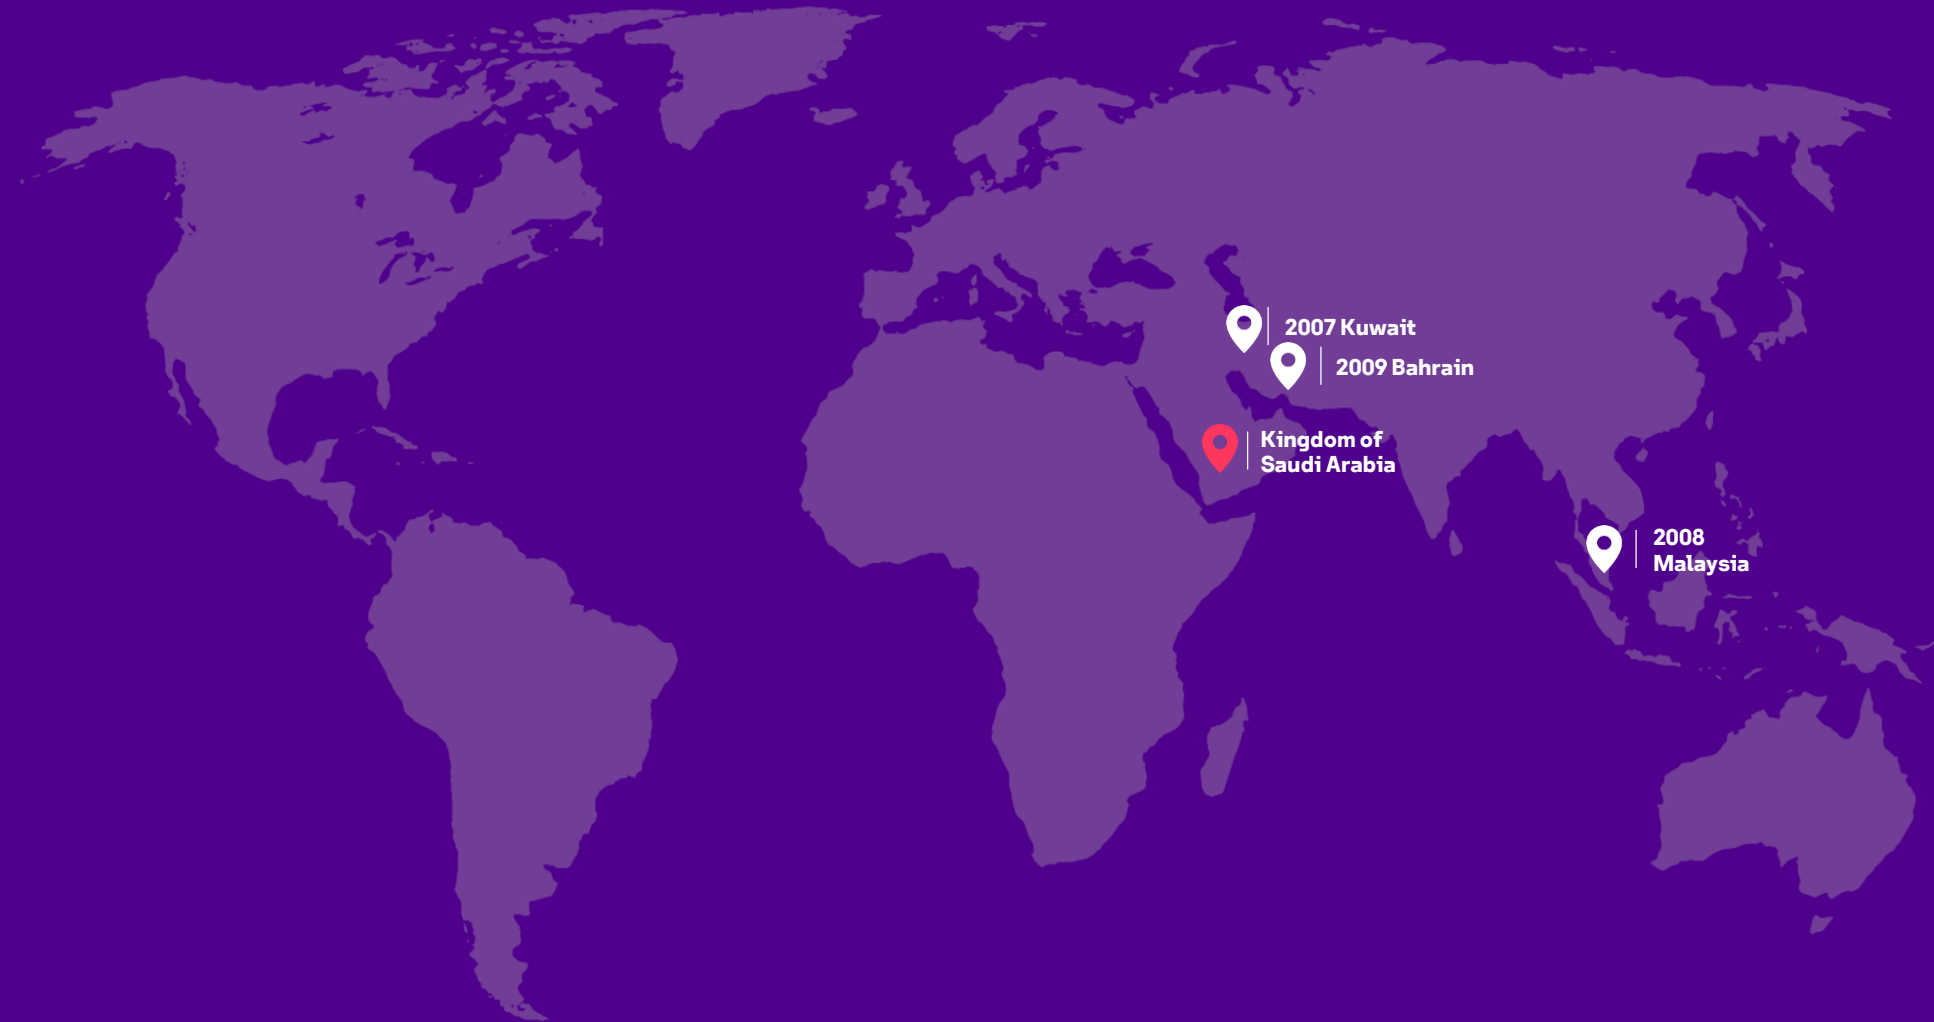 2007 Kuwait
2009 Bahrain
Kingdom of
Saudi Arabia
2008
Malaysia